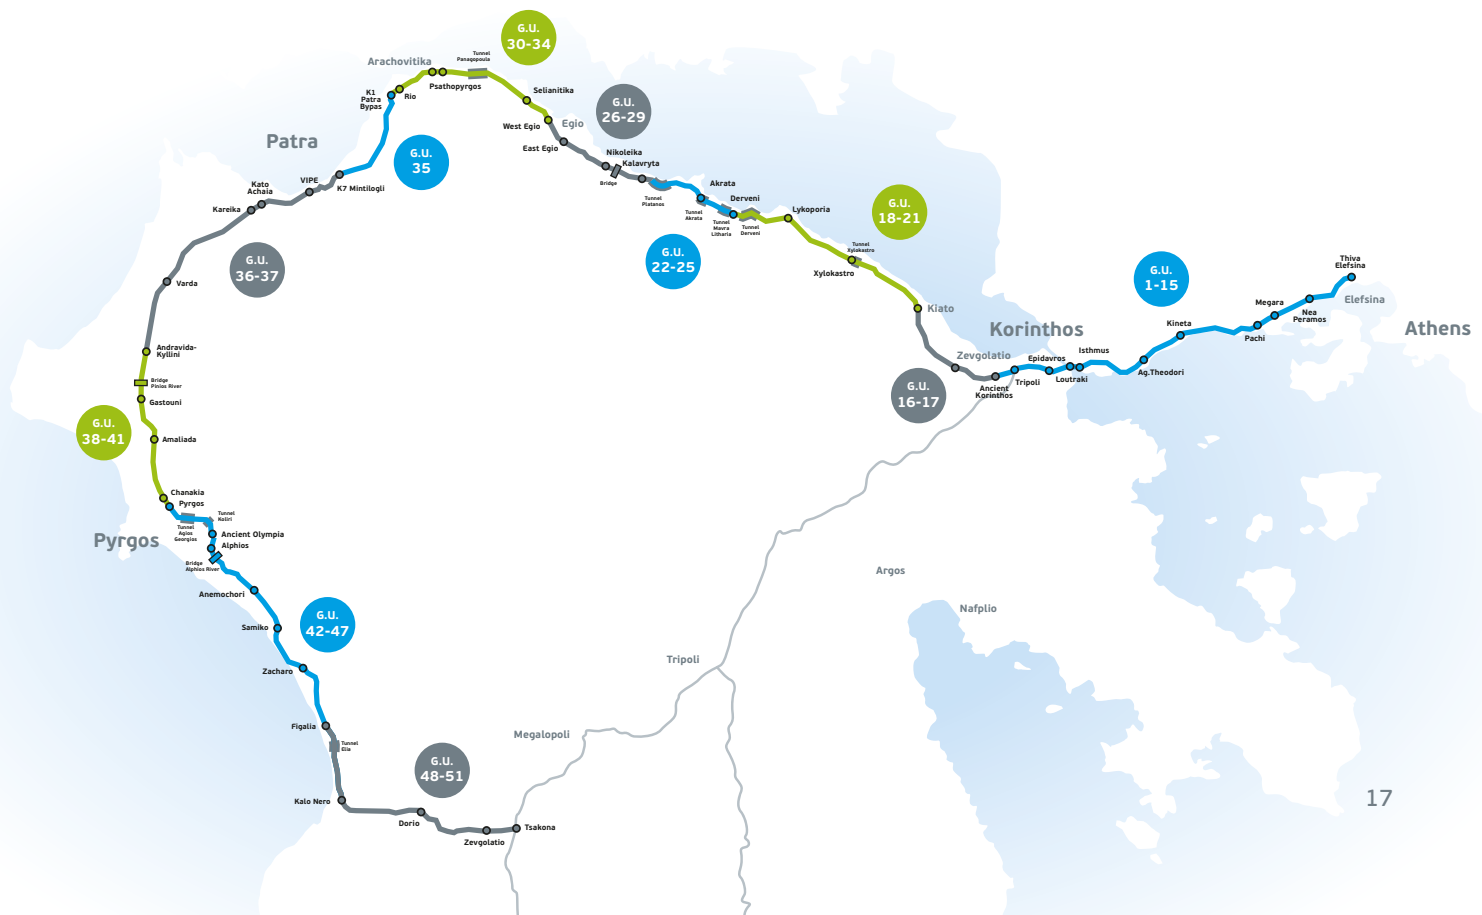 G.U.
30-34
Tunnel
Panagopoula
Arachovitika
Psathopyrgos
K1
Patra
Bypas
Rio
Selianitika
G.U.
26-29
West Egio
Egio
East Egio
Patra
G.U.
35
Nikoleika
Kalavryta
Bridge
VIPE
K7 Mintilogli
Kato
Achaia
Kareika
Tunnel
Platanos
Akrata
Tunnel
Akrata
Derveni
Tunnel
Mavra
Litharia
Tunnel
Derveni
Lykoporia
G.U.
18-21
G.U.
22-25
Tunnel
Xylokastro
Xylokastro
G.U.
36-37
Varda
G.U.
1-15
Thiva
Elefsina
Elefsina
Megara
Nea
Peramos
Kiato
Korinthos
Kineta
Pachi
Athens
Andravida-
Kyllini
Zevgolatio
Epidavros
Isthmus
Ag.Theodori
Loutraki
Tripoli
Ancient
Korinthos
G.U.
16-17
Bridge
Pinios River
Gastouni
G.U.
38-41
Amaliada
Chanakia
Pyrgos
Tunnel
Koliri
Tunnel
Agios
Georgios
Pyrgos
Ancient Olympia
Alphios
Bridge
Alphios River
Anemochori
Argos
Nafplio
G.U.
42-47
Samiko
Zacharo
Tripoli
Figalia
Megalopoli
Tunnel
Elia
G.U.
48-51
Kalo Nero
Dorio
Zevgolatio
Tsakona
17